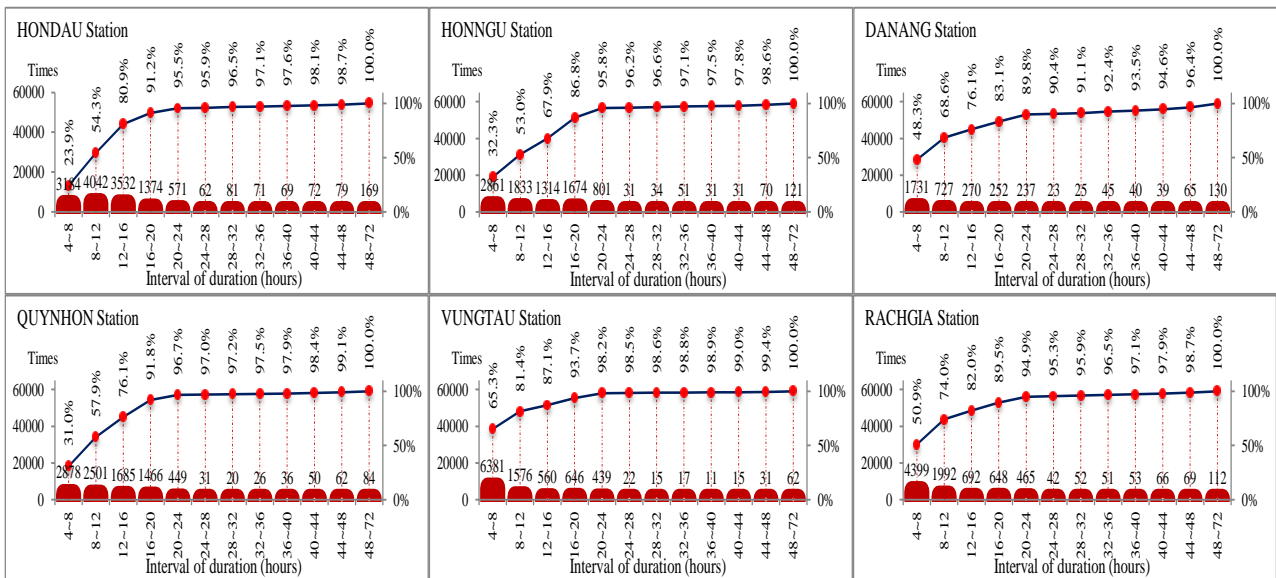 HONDAU Station
Times
23.9% 54.3% 80.9% 91.2% 95.5% 95.9% 96.5% 97.1% 97.6% 98.1% 98.7% 100.0%
60000 100%
40000
50%
20000
3184 4042 3532 1374 571 62 81 71 69 72 79 169
0 0%
4~8 8~12 12~16 16~20 20~24 24~28 28~32 32~36 36~40 40~44 44~48 48~72
Interval of duration (hours)
HONNGU Station
Times
32.3% 53.0% 67.9% 86.8% 95.8% 96.2% 96.6% 97.1% 97.5% 97.8% 98.6% 100.0%
60000 100%
40000
50%
20000
2861 1833 1314 1674 801 31 34 51 31 31 70 121
0 0%
4~8 8~12 12~16 16~20 20~24 24~28 28~32 32~36 36~40 40~44 44~48 48~72
Interval of duration (hours)
DANANG Station
Times
48.3% 68.6% 76.1% 83.1% 89.8% 90.4% 91.1% 92.4% 93.5% 94.6% 96.4% 100.0%
60000 100%
40000
50%
20000
1731 727 270 252 237 23 25 45 40 39 65 130
0 0%
4~8 8~12 12~16 16~20 20~24 24~28 28~32 32~36 36~40 40~44 44~48 48~72
Interval of duration (hours)
QUYNHON Station
Times
31.0% 57.9% 76.1% 91.8% 96.7% 97.0% 97.2% 97.5% 97.9% 98.4% 99.1% 100.0%
60000 100%
40000
50%
20000
2878 2501 1685 1466 449 31 20 26 36 50 62 84
0 0%
4~8 8~12 12~16 16~20 20~24 24~28 28~32 32~36 36~40 40~44 44~48 48~72
Interval of duration (hours)
VUNGTAU Station
Times
65.3% 81.4% 87.1% 93.7% 98.2% 98.5% 98.6% 98.8% 98.9% 99.0% 99.4% 100.0%
60000 100%
40000
50%
20000
6381 1576 560 646 439 22 15 17 11 15 31 62
0 0%
4~8 8~12 12~16 16~20 20~24 24~28 28~32 32~36 36~40 40~44 44~48 48~72
Interval of duration (hours)
RACHGIA Station
Times
50.9% 74.0% 82.0% 89.5% 94.9% 95.3% 95.9% 96.5% 97.1% 97.9% 98.7% 100.0%
60000 100%
40000
50%
20000
4399 1992 692 648 465 42 52 51 53 66 69 112
0 0%
4~8 8~12 12~16 16~20 20~24 24~28 28~32 32~36 36~40 40~44 44~48 48~72
Interval of duration (hours)